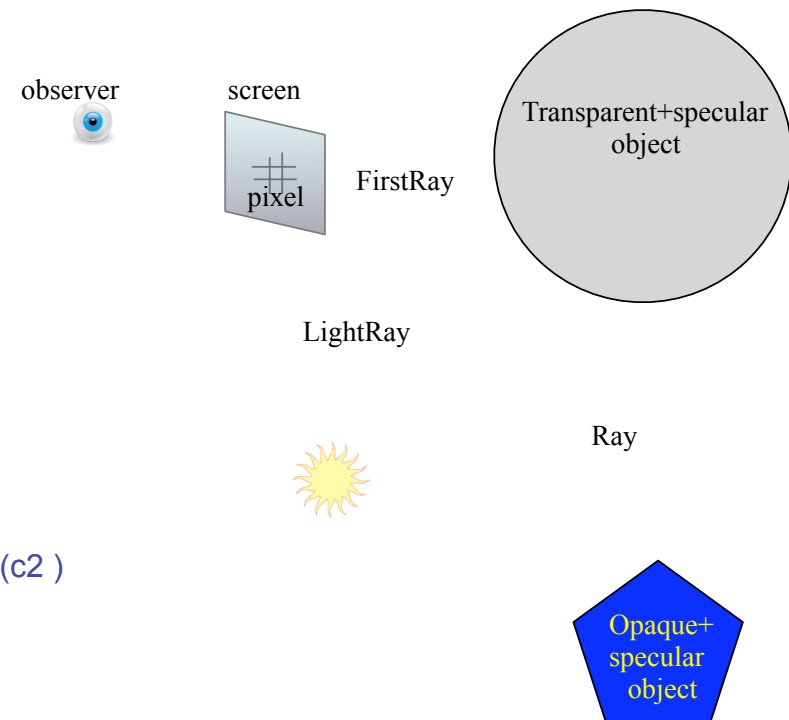 observer
screen
Transparent+specular
object
FirstRay
pixel
LightRay
Ray
(c2 )
Opaque+
specular
object